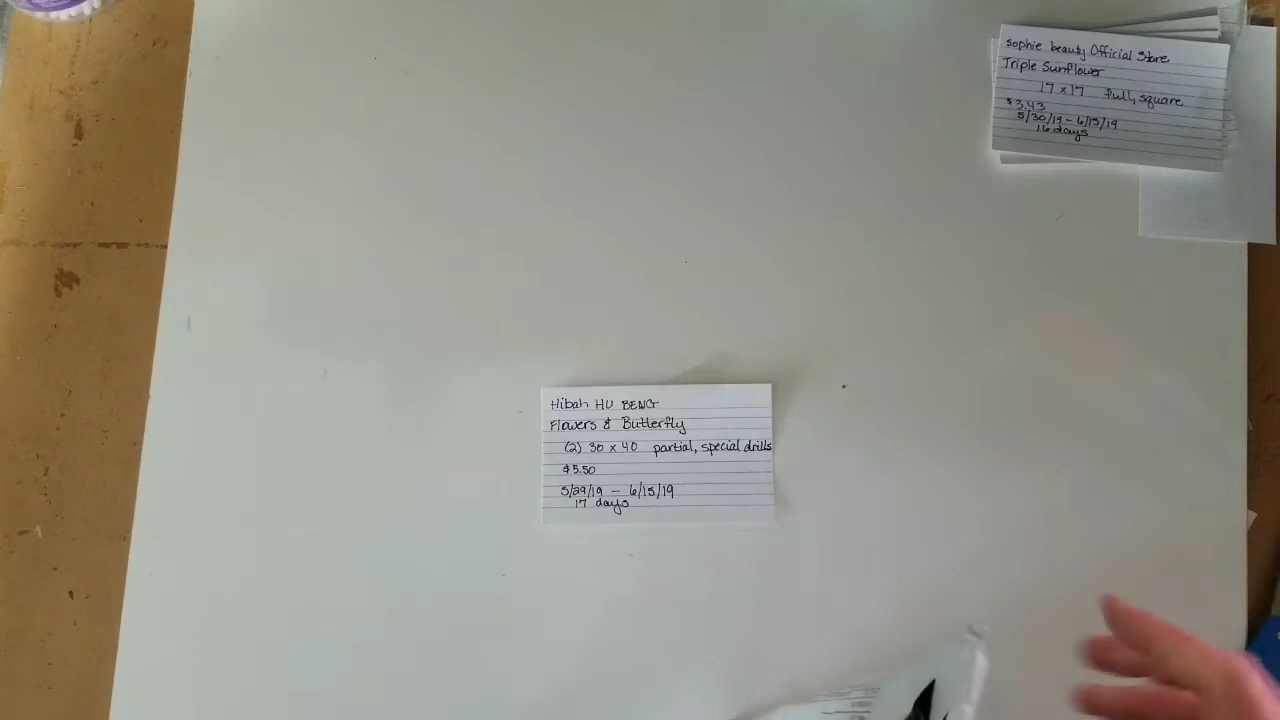 Sophie beauty Official Store
Triple Sunflower
17 x 17 full, square
$3.43
5/30/19 - 6/15/19
16 days
Hibah HU BENG
Flowers & Butterfly
(2) 30 x 40 partial, special drills
$5.50
5/29/19 - 6/15/19
17 days